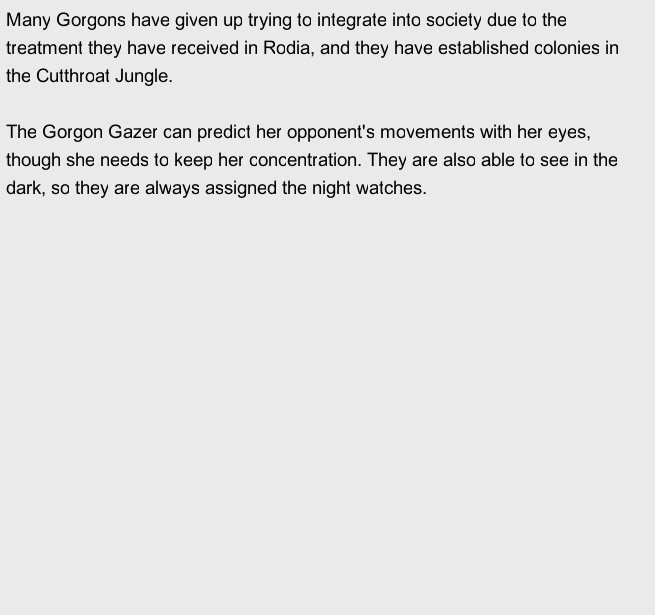 Many Gorgons have given up trying to integrate into society due to the
treatment they have received in Rodia, and they have established colonies in
the Cutthroat Jungle.
The Gorgon Gazer can predict her opponent's movements with her eyes,
though she needs to keep her concentration. They are also able to see in the
dark, so they are always assigned the night watches.